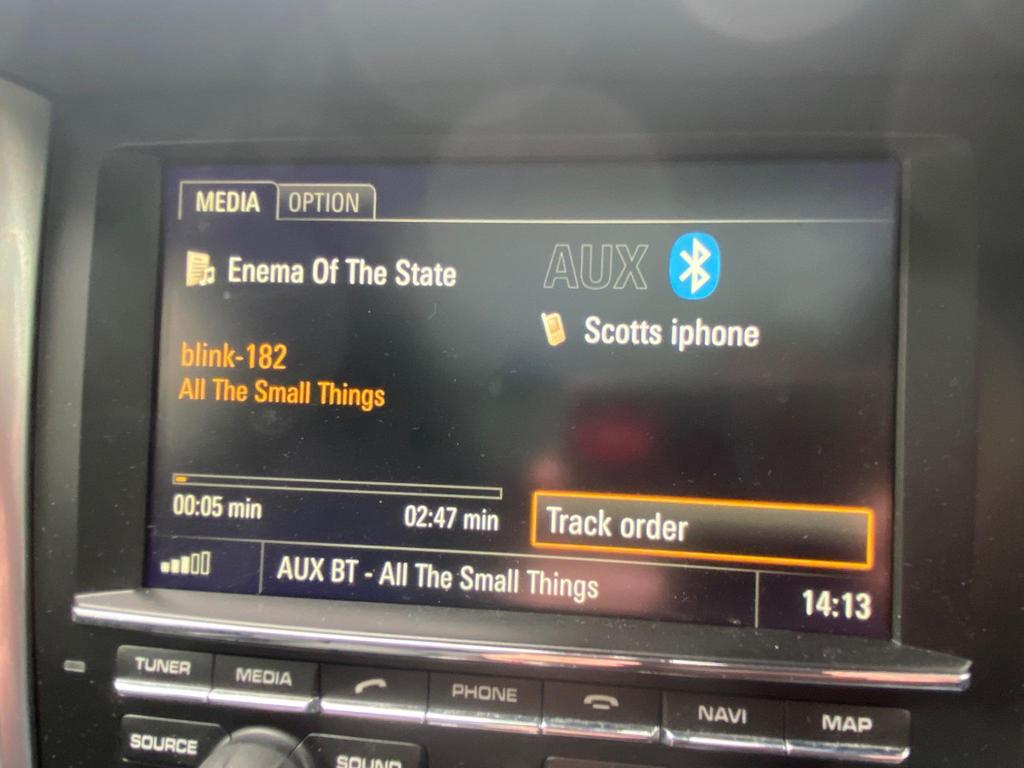 MEDIA OPTION
Enema Of The State
AUX
Scotts iphone
blink-182
All The Small Things
00:05 min
02:47 min
Track order
AUX BT - All The Small Things
14:13
TUNER
MEDIA
PHONE
NAVI
MAP
SOURCE
SOUND